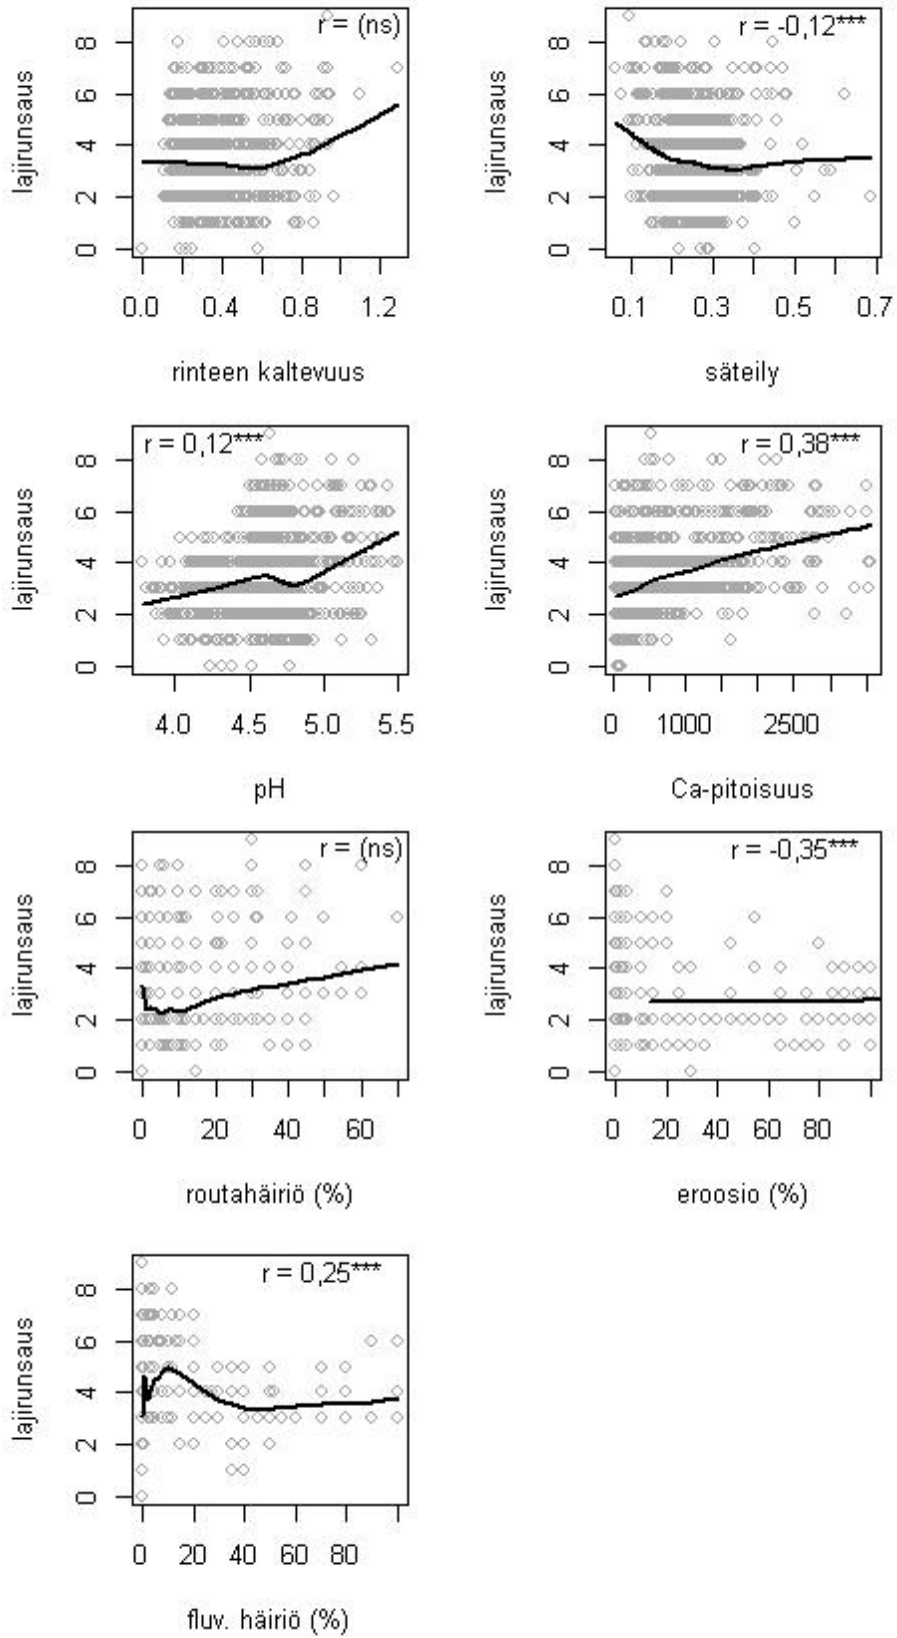 r = (ns)
lajirunsaus
0 2 4 6 8
0.0 0.4 0.8 1.2
rinteen kaltevuus
r = -0,12***
lajirunsaus
0 2 4 6 8
0.1 0.3 0.5 0.7
säteily
r = 0,12***
lajirunsaus
0 2 4 6 8
4.0 4.5 5.0 5.5
pH
r = 0,38***
lajirunsaus
0 2 4 6 8
0 1000 2500
Ca-pitoisuus
r = (ns)
lajirunsaus
0 2 4 6 8
0 20 40 60
routahäiriö (%)
r = -0,35***
lajirunsaus
0 2 4 6 8
0 20 40 60 80
eroosio (%)
r = 0,25***
lajirunsaus
0 2 4 6 8
0 20 40 60 80
fluv. häiriö (%)